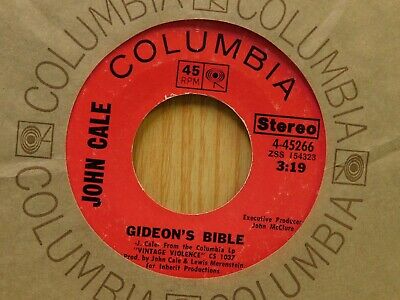 COLUMBIA
COLUMBIA
COLUMBIA
COLUMBIA
COLUMBIA
45
RPM
JOHN CALE
Stereo
4-45266
ZSS 154323
3:19
Executive Producer:
John McClure
GIDEON'S BIBLE
-J. Cale- From the Columbia Lp
"VINTAGE VIOLENCE" CS 1037
Prod. by John Cale & Lewis Merenstein
for Inherit Productions